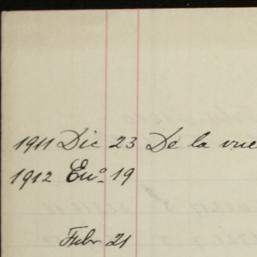 1911 Dic 23 De la vue
1912 Enº 19
Febr 21